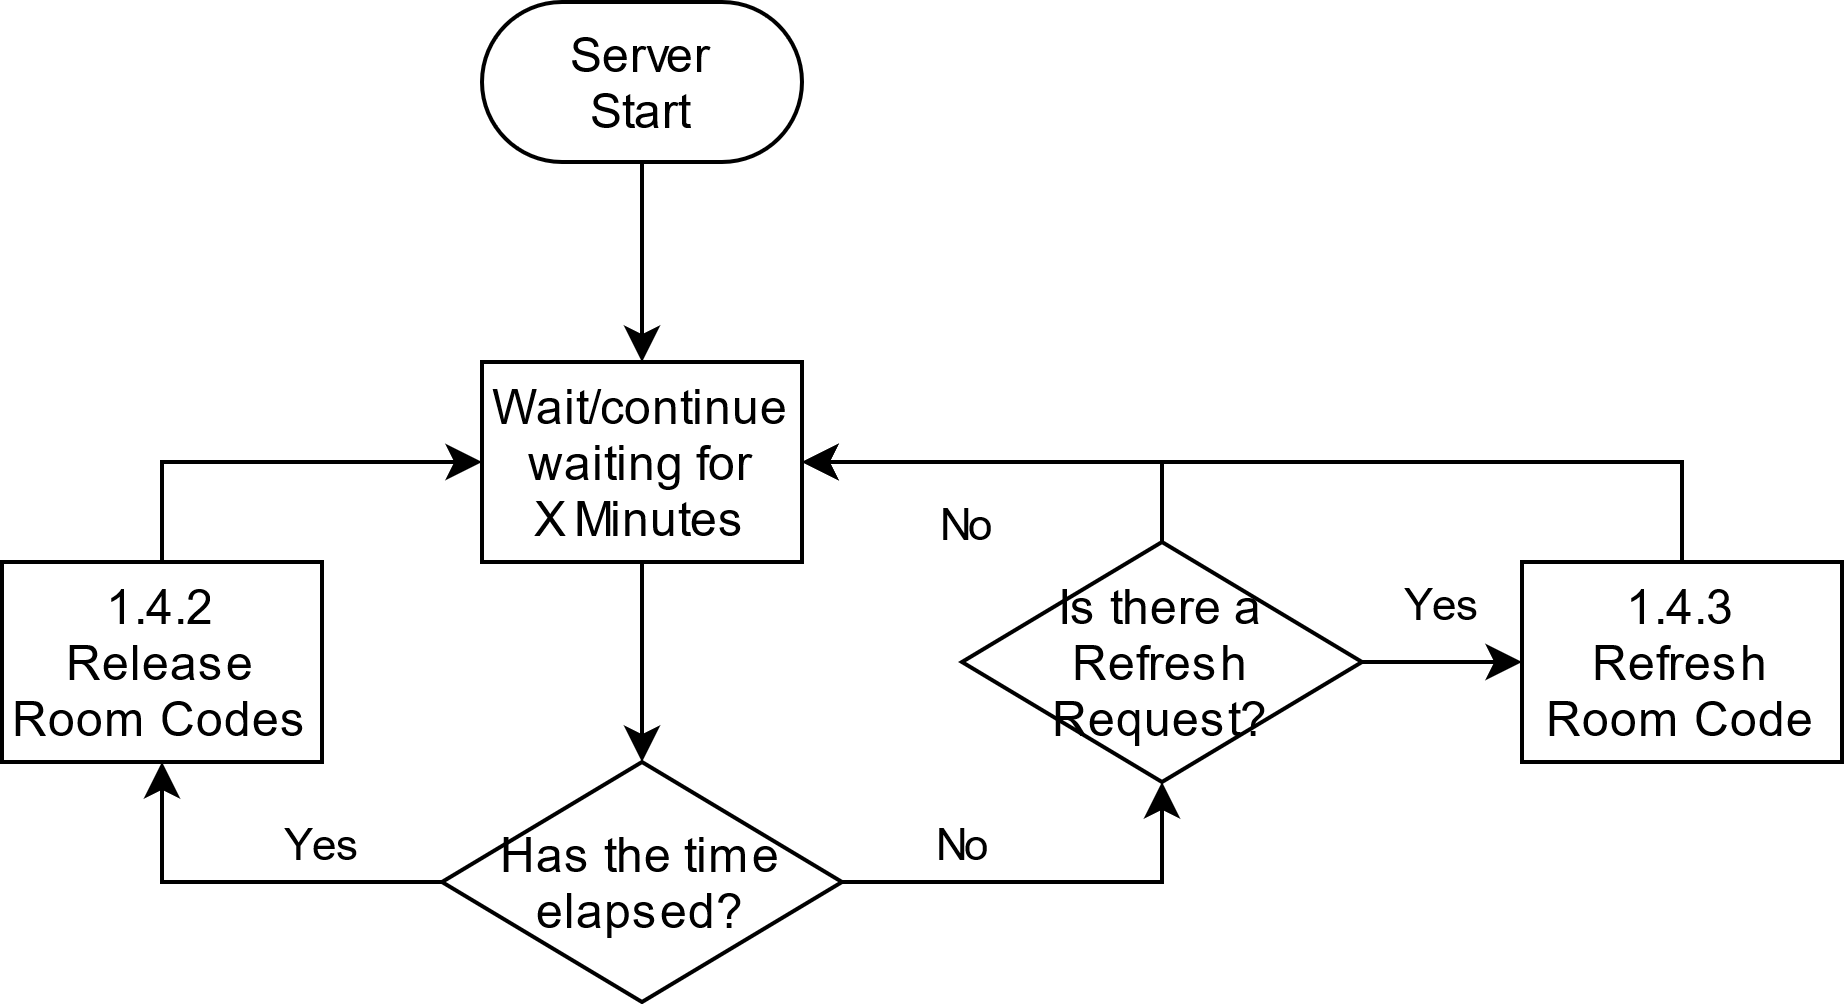 Server
Start
Wait/continue
waiting for
X Minutes
No
1.4.2
Release
Room Codes
Is there a
Refresh
Request?
Yes
1.4.3
Refresh
Room Code
Yes
Has the time
elapsed?
No